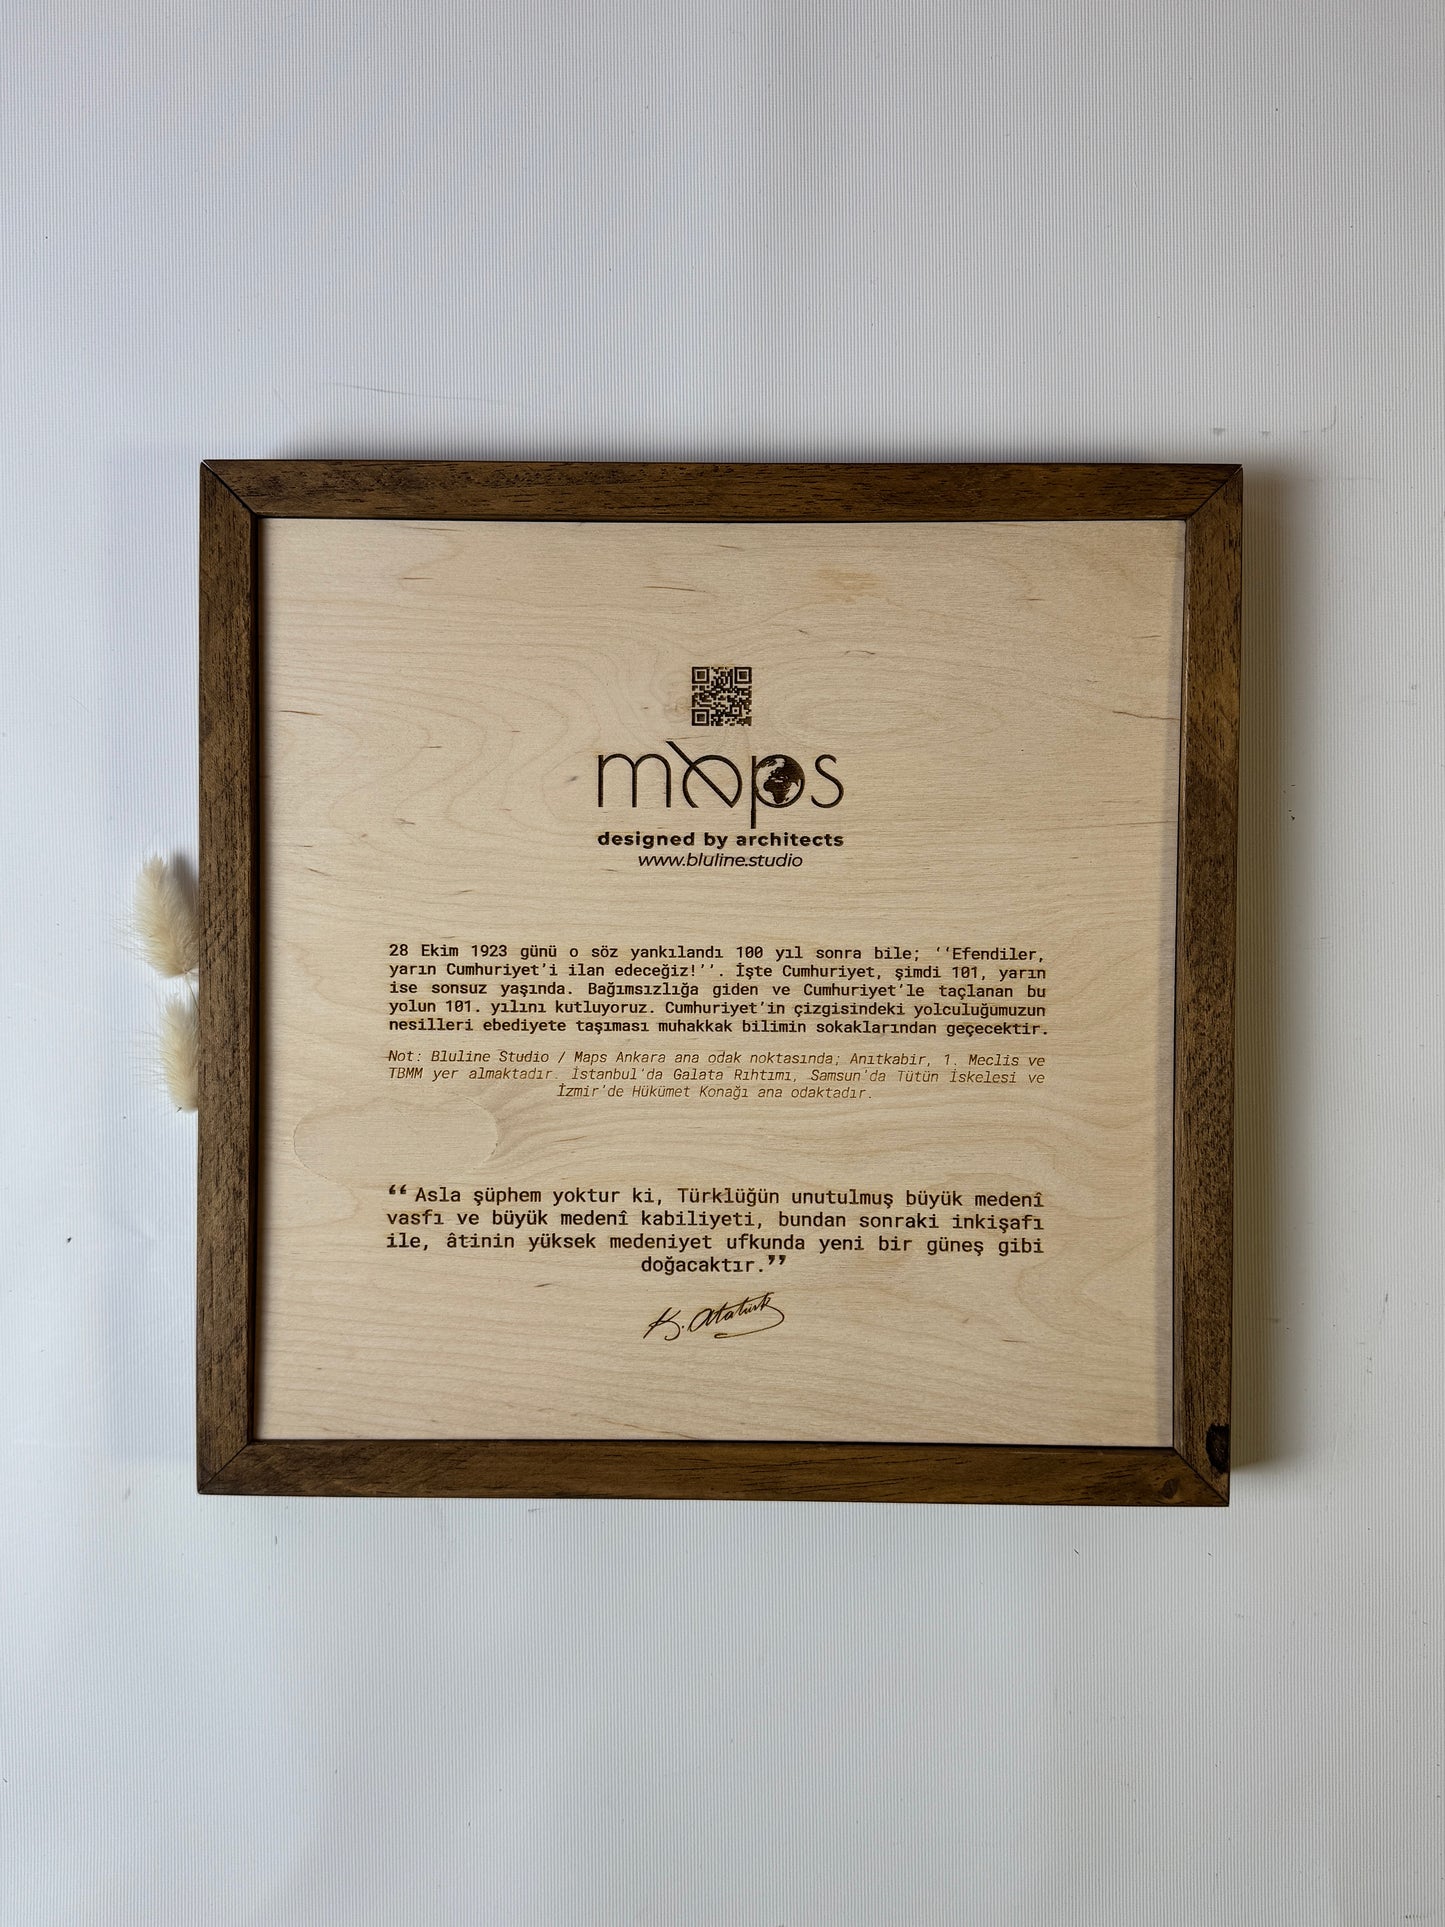 maps
designed by architects
www.bluline.studio
28 Ekim 1923 günü o söz yankılandı 100 yıl sonra bile; ‘‘Efendiler,
yarın Cumhuriyet’i ilan edeceğiz!’’. İşte Cumhuriyet, şimdi 101, yarın
ise sonsuz yaşında. Bağımsızlığa giden ve Cumhuriyet’le taçlanan bu
yolun 101. yılını kutluyoruz. Cumhuriyet’in çizgisindeki yolculuğumuzun
nesilleri ebediyete taşıması muhakkak bilimin sokaklarından geçecektir.
Not: Bluline Studio / Maps Ankara ana odak noktasında; Anıtkabir, 1. Meclis ve
TBMM yer almaktadır. İstanbul’da Galata Rıhtımı, Samsun’da Tütün İskelesi ve
İzmir’de Hükümet Konağı ana odaktadır.
“Asla şüphem yoktur ki, Türklüğün unutulmuş büyük medenî
vasfı ve büyük medenî kabiliyeti, bundan sonraki inkişafı
ile, âtinin yüksek medeniyet ufkunda yeni bir güneş gibi
doğacaktır.”
K. Atatürk